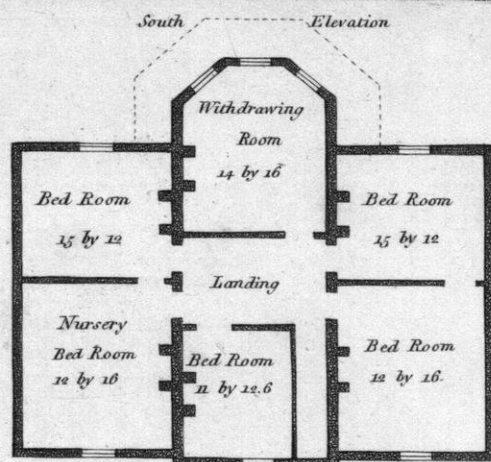 South Elevation
Withdrawing
Room
14 by 16
Bed Room
15 by 12
Bed Room
15 by 12
Landing
Nursery
Bed Room
12 by 16
Bed Room
11 by 12.6
Bed Room
12 by 16.